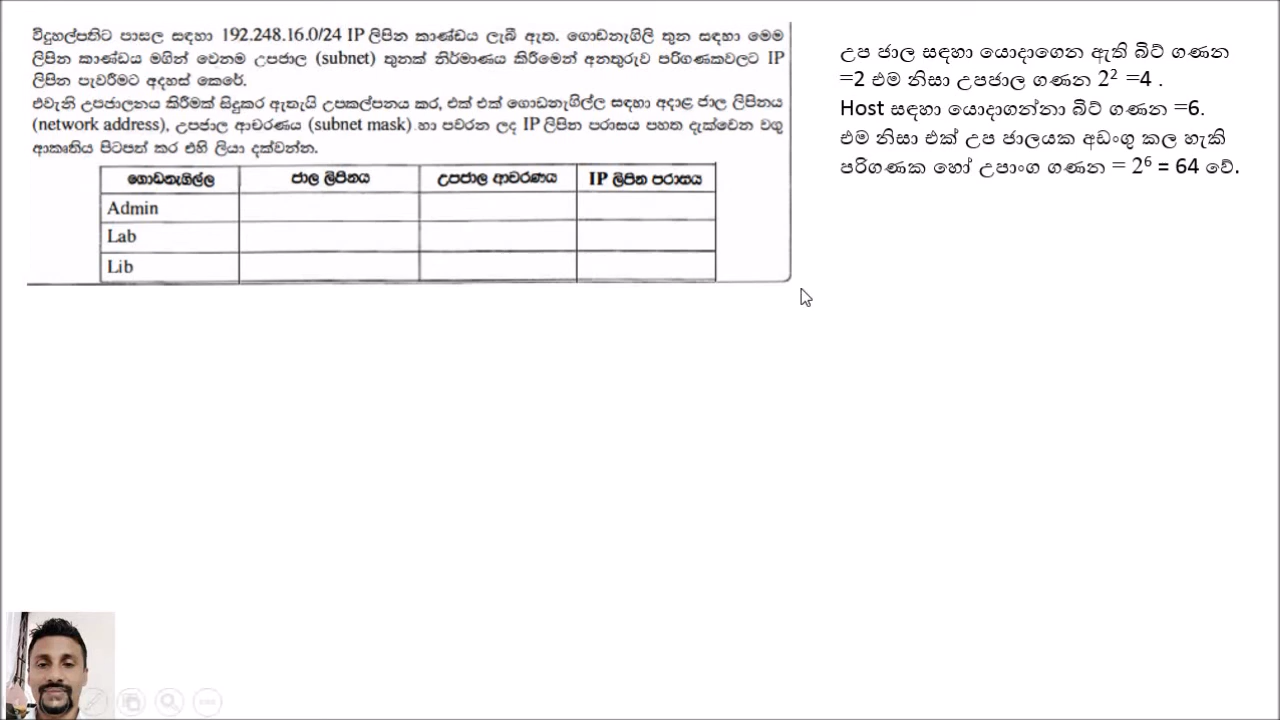 විදුහල්පතිට පාසල සඳහා 192.248.16.0/24 IP ලිපින කාණ්ඩය ලැබී ඇත. ගොඩනැගිලි තුන සඳහා මෙම
ලිපින කාණ්ඩය මගින් වෙනම උපජාල (subnet) තුනක් නිර්මාණය කිරීමෙන් අනතුරුව පරිගණකවලට IP
ලිපින පැවරීමට අදහස් කෙරේ.
එවැනි උපජාලනය කිරීමක් සිදුකර ඇතැයි උපකල්පනය කර, එක් එක් ගොඩනැගිල්ල සඳහා අදාළ ජාල ලිපිනය
(network address), උපජාල ආවරණය (subnet mask) හා පවරන ලද IP ලිපින පරාසය පහත දැක්වෙන වගු
ආකෘතිය පිටපත් කර එහි ලියා දක්වන්න.
ගොඩනැගිල්ල ජාල ලිපිනය උපජාල ආවරණය IP ලිපින පරාසය
Admin
Lab
Lib
උප ජාල සඳහා යොදාගෙන ඇති බිට් ගණන
=2 එම නිසා උපජාල ගණන 2² =4 .
Host සඳහා යොදාගන්නා බිට් ගණන =6.
එම නිසා එක් උප ජාලයක අඩංගු කල හැකි
පරිගණක හෝ උපාංග ගණන = 2⁶ = 64 වේ.